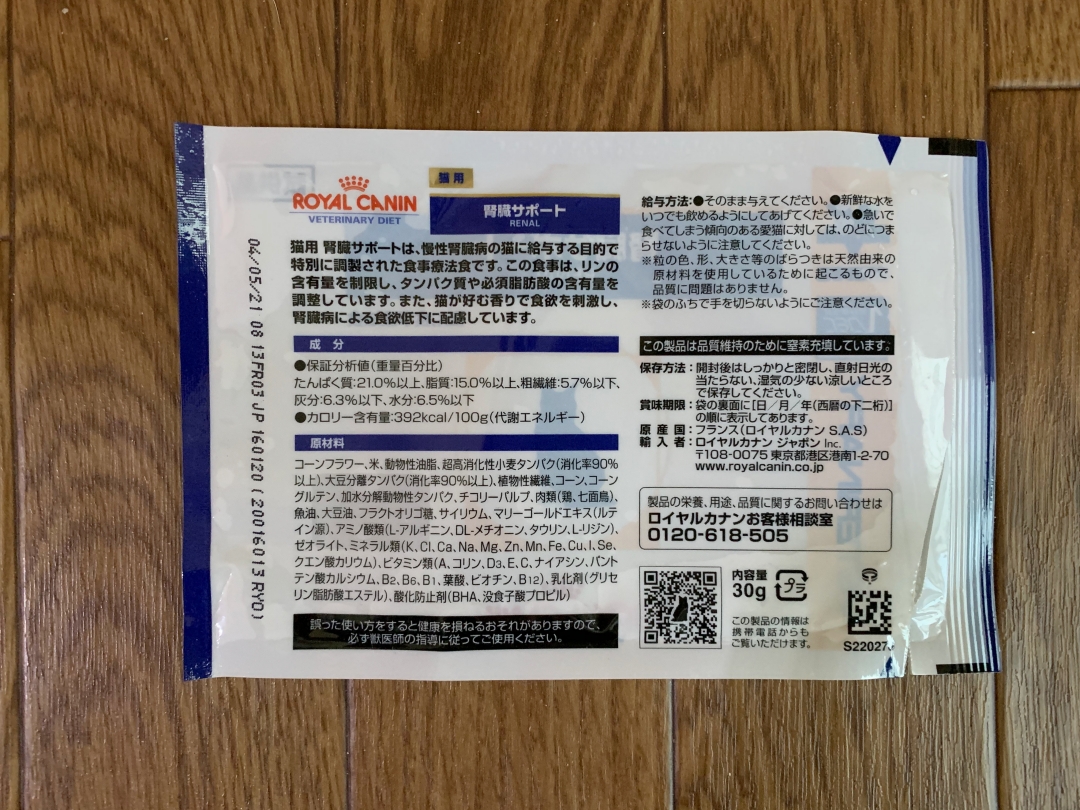 ROYAL CANIN
VETERINARY DIET
猫用
腎臓サポート
RENAL
猫用 腎臓サポートは、慢性腎臓病の猫に給与する目的で
特別に調製された食事療法食です。この食事は、リンの
含有量を制限し、タンパク質や必須脂肪酸の含有量を
調整しています。また、猫が好む香りで食欲を刺激し、
腎臓病による食欲低下に配慮しています。
成 分
●保証分析値(重量百分比)
たんぱく質:21.0%以上、脂質:15.0%以上、粗繊維:5.7%以下、
灰分:6.3%以下、水分:6.5%以下
●カロリー含有量:392kcal/100g(代謝エネルギー)
原材料
コーンフラワー、米、動物性油脂、超高消化性小麦タンパク(消化率90%
以上)、大豆分離タンパク(消化率90%以上)、植物性繊維、コーン、コーン
グルテン、加水分解動物性タンパク、チコリーパルプ、肉類(鶏、七面鳥)、
魚油、大豆油、フラクトオリゴ糖、サイリウム、マリーゴールドエキス(ルテ
イン源)、アミノ酸類(L-アルギニン、DL-メチオニン、タウリン、L-リジン)、
ゼオライト、ミネラル類(K、Cl、Ca、Na、Mg、Zn、Mn、Fe、Cu、I、Se、
クエン酸カリウム)、ビタミン類(A、コリン、D3、E、C、ナイアシン、パント
テン酸カルシウム、B2、B6、B1、葉酸、ビオチン、B12)、乳化剤(グリセ
リン脂肪酸エステル)、酸化防止剤(BHA、没食子酸プロピル)
誤った使い方をすると健康を損ねるおそれがありますので、
必ず獣医師の指導に従ってご使用ください。
04/05/21 08 13FR03 JP 160120 (20016013 RYO)
給与方法:●そのまま与えてください。●新鮮な水を
いつでも飲めるようにしてあげてください。●急いで
食べてしまう傾向のある愛猫に対しては、のどにつま
らせないように注意してください。
※粒の色、形、大きさ等のばらつきは天然由来の
原材料を使用しているために起こるもので、
品質に問題はありません。
※袋のふちで手を切らないようにご注意ください。
この製品は品質維持のために窒素充填しています。
保存方法:開封後はしっかりと密閉し、直射日光の
当たらない、湿気の少ない涼しいところ
で保存してください。
賞味期限:袋の裏面に[日/月/年(西暦の下二桁)]
の順に表示してあります。
原産国:フランス(ロイヤルカナン S.A.S)
輸入者:ロイヤルカナン ジャポン Inc.
〒108-0075 東京都港区港南1-2-70
www.royalcanin.co.jp
製品の栄養、用途、品質に関するお問い合わせは
ロイヤルカナンお客様相談室
0120-618-505
内容量
30g
プラ
この製品の情報は
携帯電話からも
ご覧いただけます。
S22027